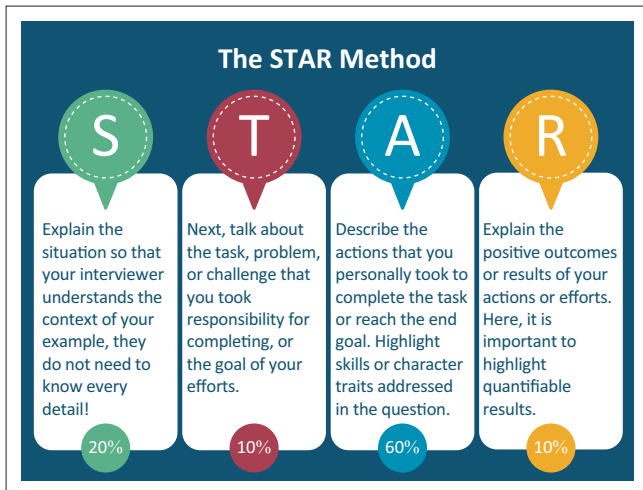 The STAR Method
S
T
A
R
Explain the
situation so that
your interviewer
understands the
context of your
example, they
do not need to
know every
detail!
Next, talk about
the task, problem,
or challenge that
you took
responsibility for
completing, or
the goal of your
efforts.
Describe the
actions that you
personally took to
complete the task
or reach the end
goal. Highlight
skills or character
traits addressed
in the question.
Explain the
positive outcomes
or results of your
actions or efforts.
Here, it is
important to
highlight
quantifiable
results.
20%
10%
60%
10%